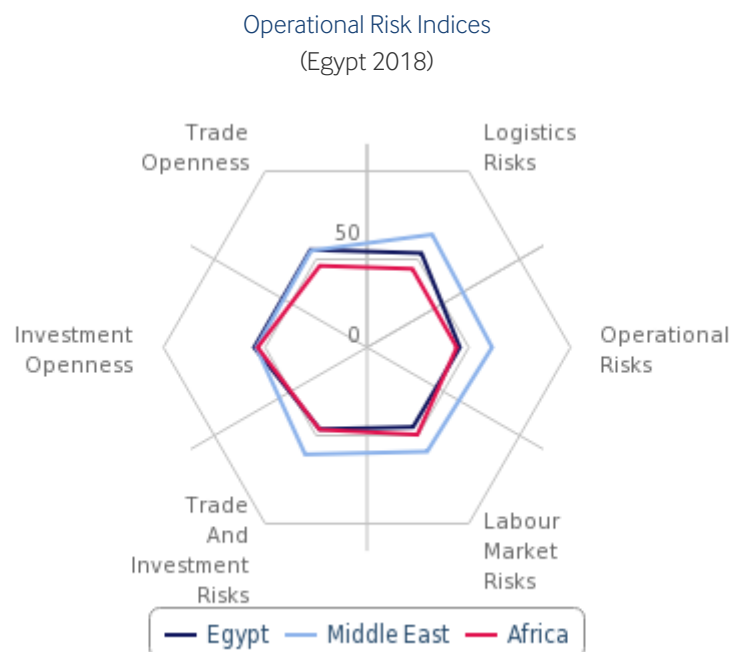 Operational Risk Indices
(Egypt 2018)
Trade
Openness
Logistics
Risks
50
Investment
Openness
0
Operational
Risks
Trade
And
Investment
Risks
Labour
Market
Risks
Egypt
Middle East
Africa